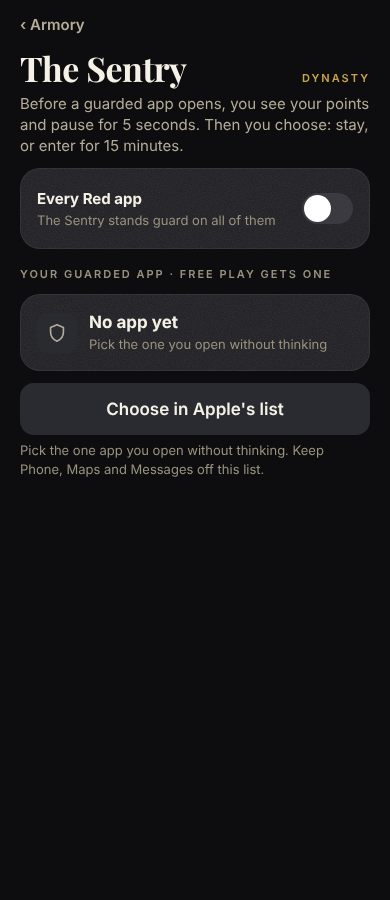 ‹ Armory
The Sentry
DYNASTY
Before a guarded app opens, you see your points
and pause for 5 seconds. Then you choose: stay,
or enter for 15 minutes.
Every Red app
The Sentry stands guard on all of them
YOUR GUARDED APP · FREE PLAY GETS ONE
No app yet
Pick the one you open without thinking
Choose in Apple's list
Pick the one app you open without thinking. Keep
Phone, Maps and Messages off this list.